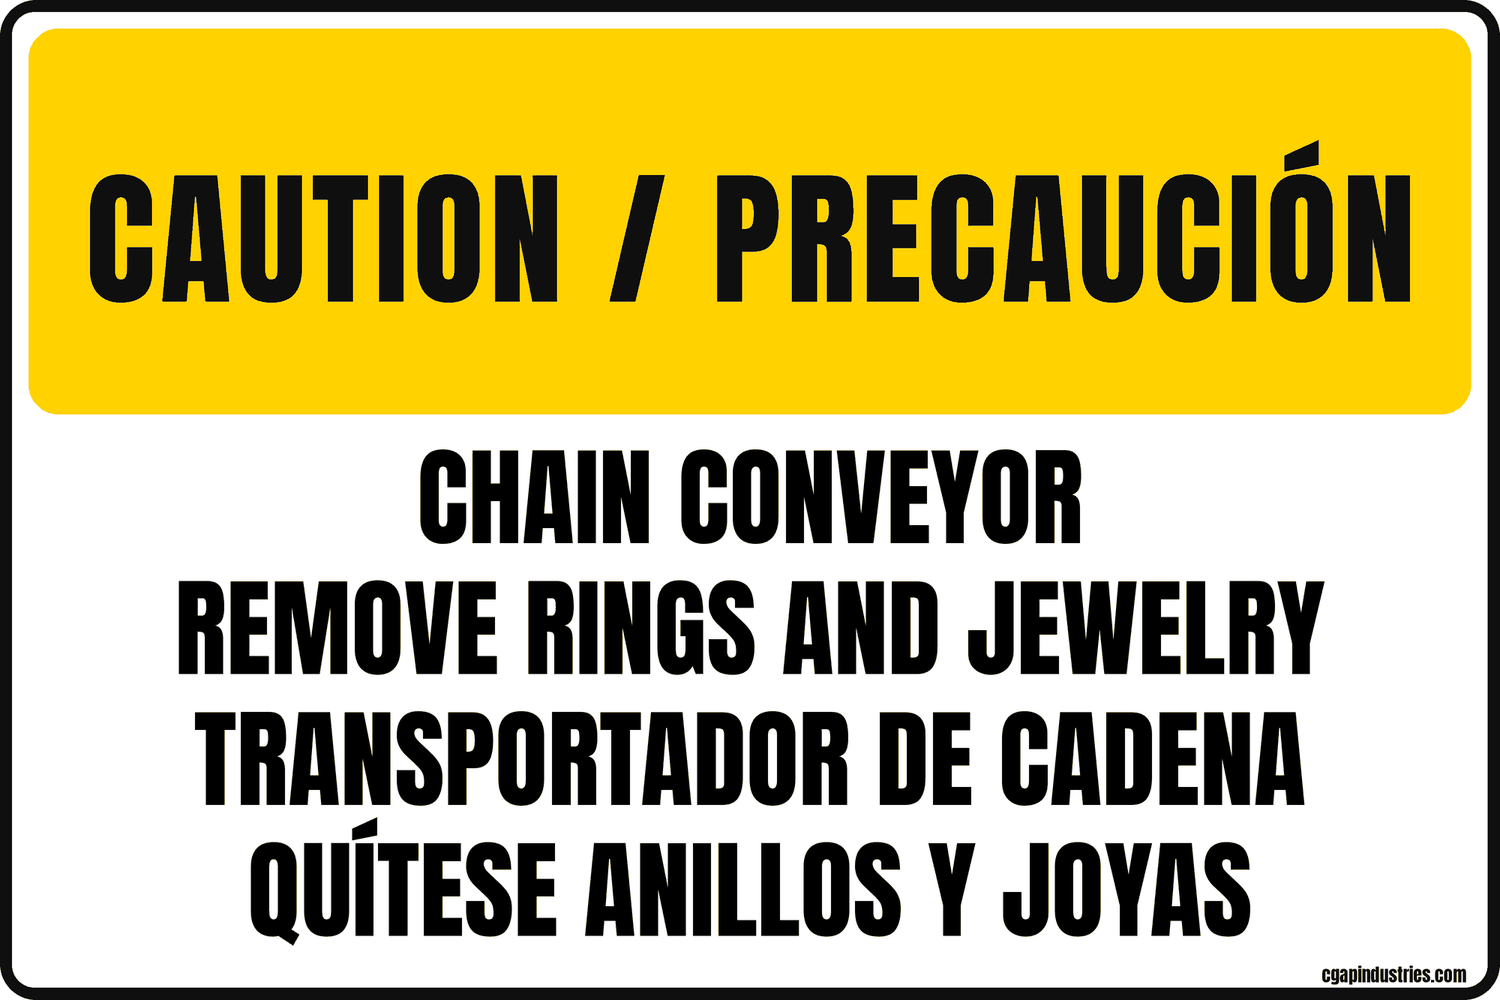 CAUTION / PRECAUCIÓN
CHAIN CONVEYOR
REMOVE RINGS AND JEWELRY
TRANSPORTADOR DE CADENA
QUÍTESE ANILLOS Y JOYAS
cgapindustries.com